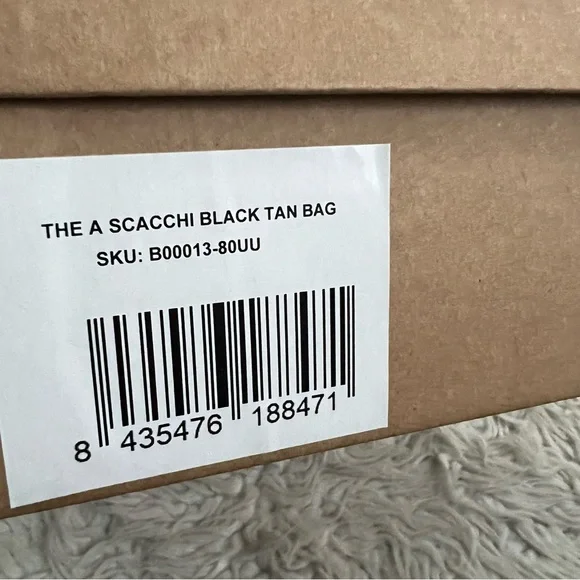 THE A SCACCHI BLACK TAN BAG
SKU: B00013-80UU
8 435476 188471